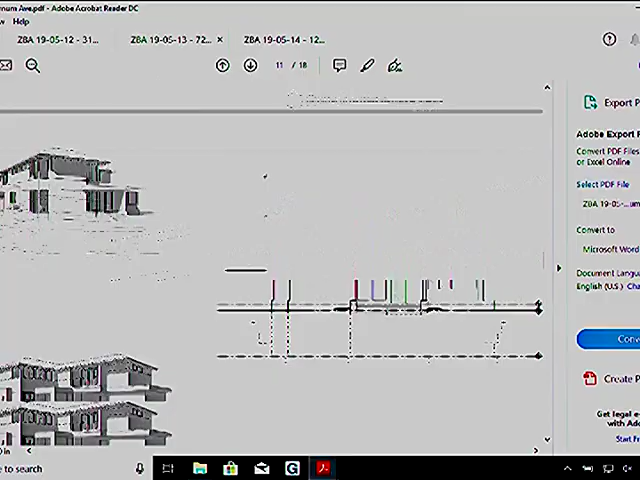 num Ave.pdf - Adobe Acrobat Reader DC
w Help
ZBA 19-05-12 - 31...
ZBA 19-05-13 - 72... ×
ZBA 19-05-14 - 12...
11 / 18
Export P
Adobe Export
Convert PDF Files
or Excel Online
Select PDF File
ZBA 19-05-...um
Convert to
Microsoft Word
Document Langu
English (U.S.) Cha
Conv
Create P
Get legal e
with Ado
Start Fr
0 in
e to search